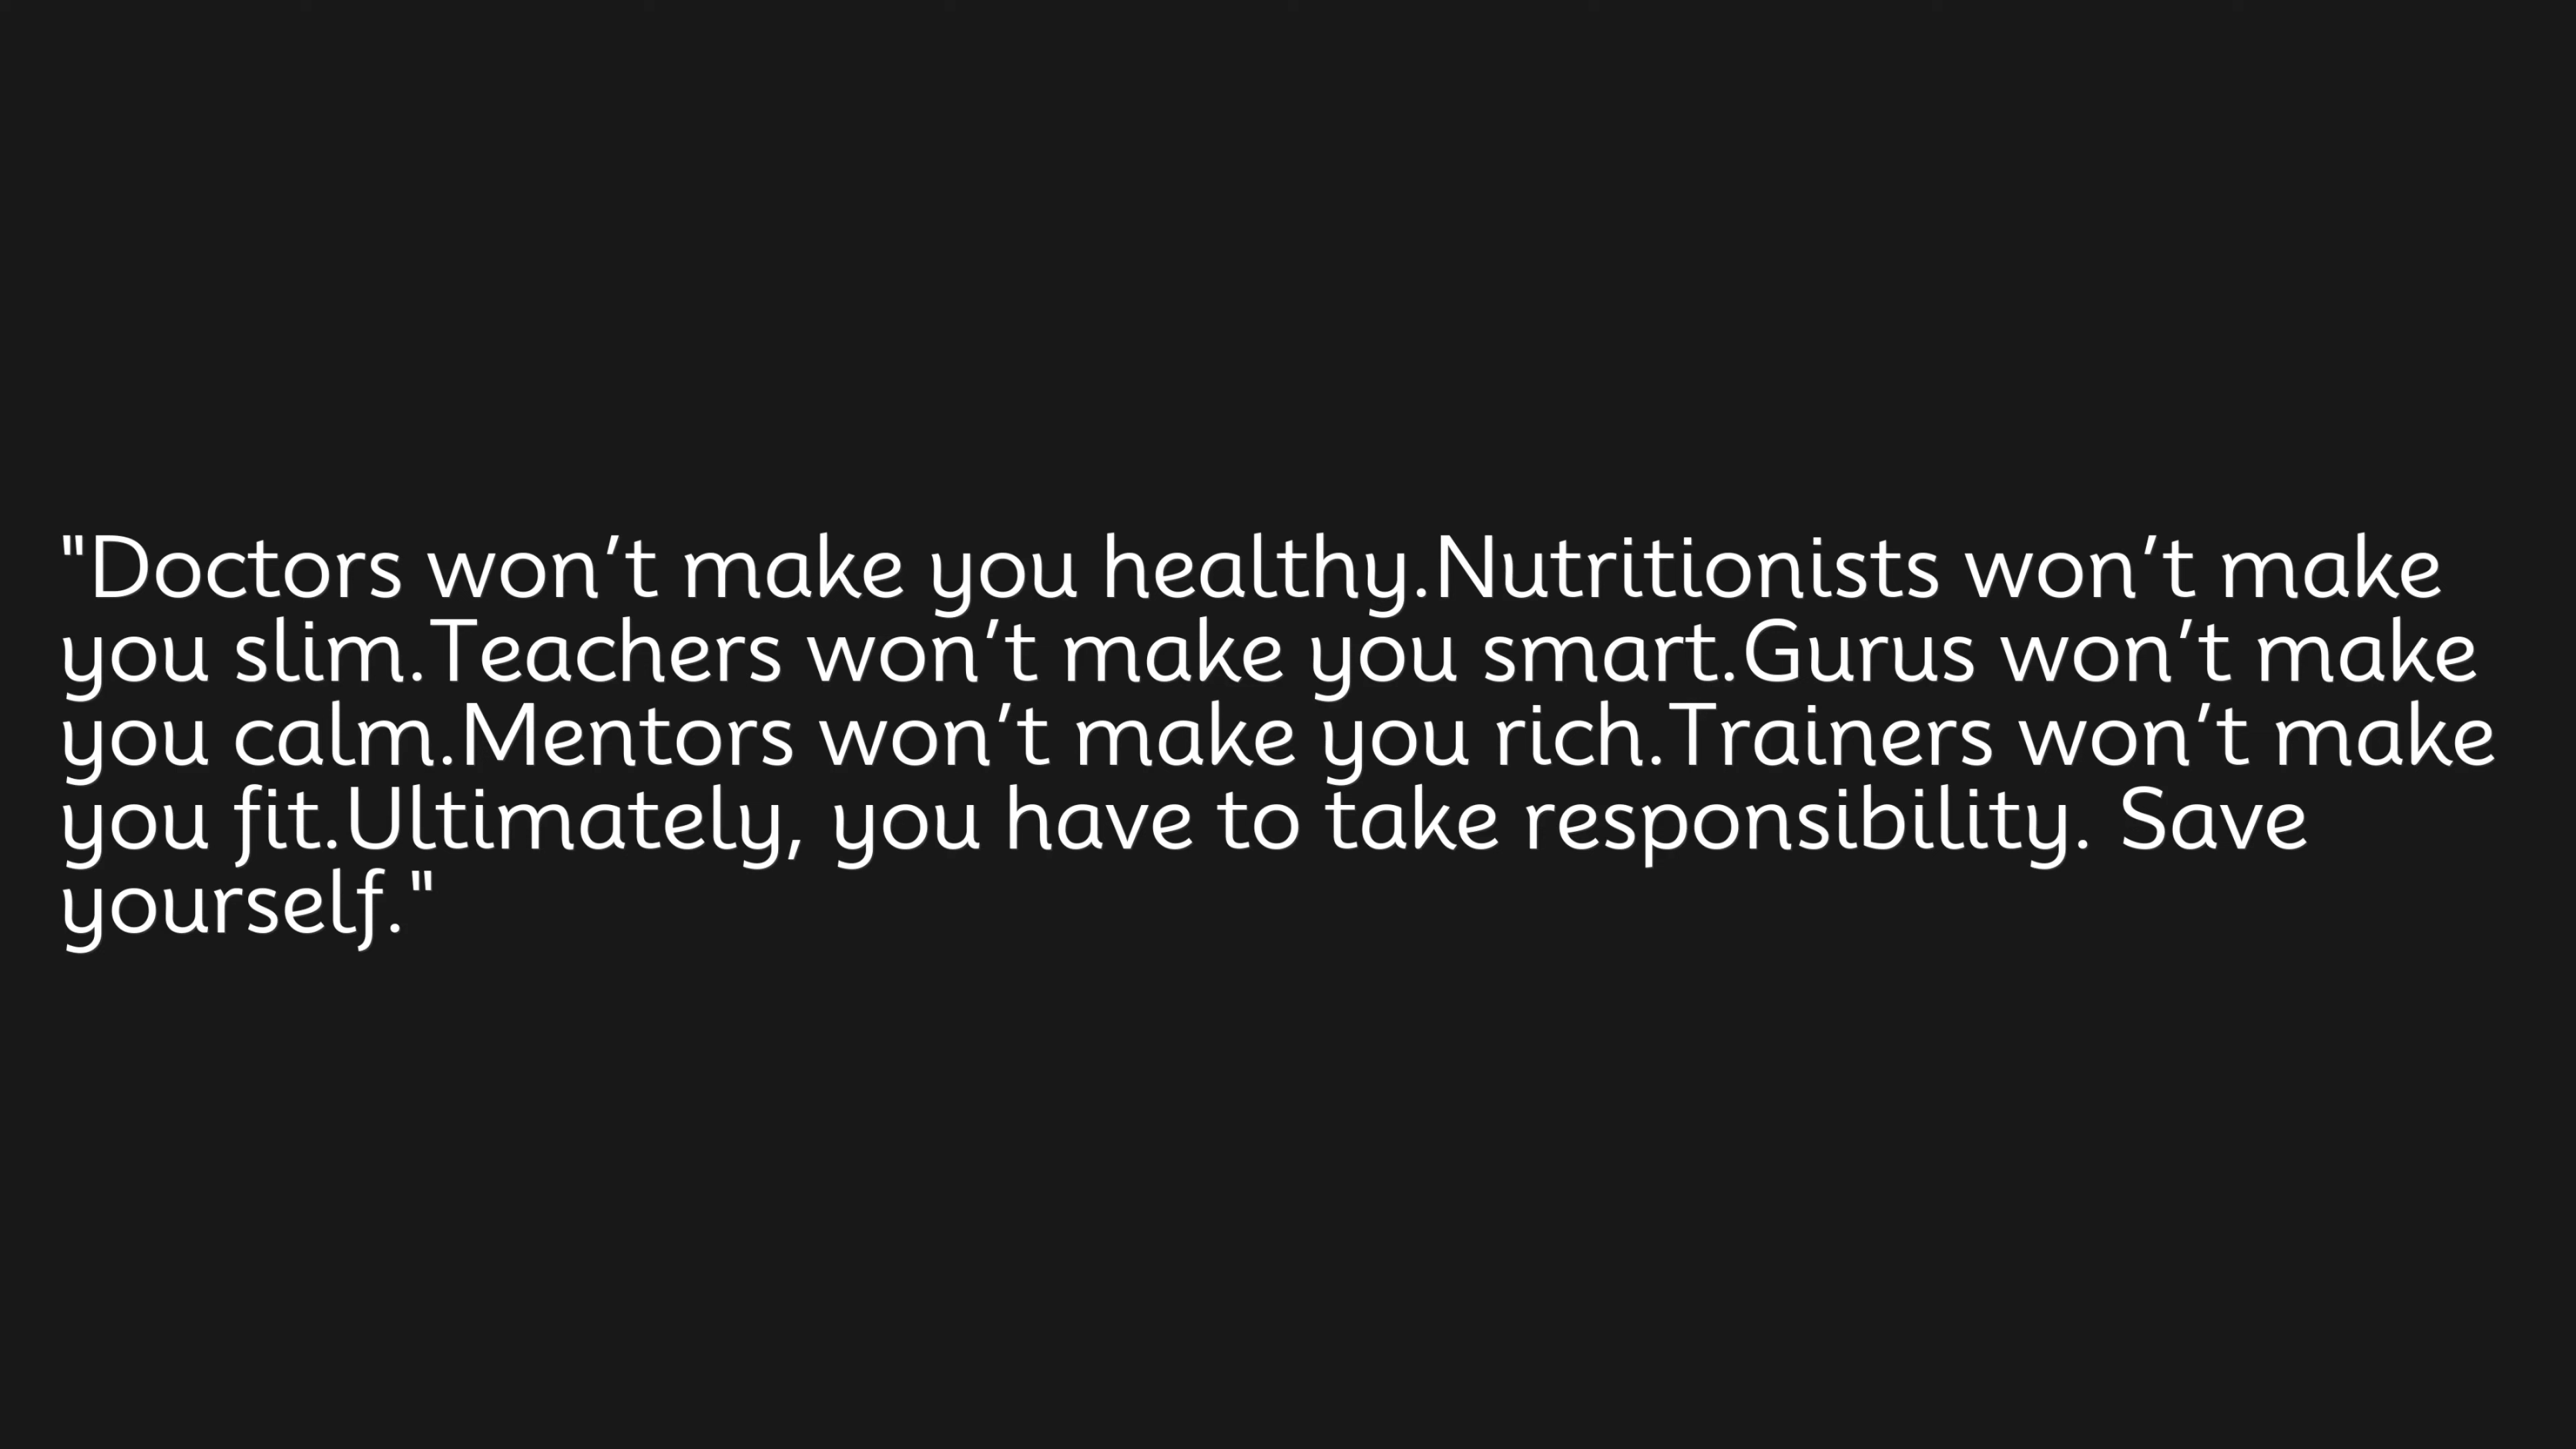 "Doctors won’t make you healthy.Nutritionists won’t make
you slim.Teachers won’t make you smart.Gurus won’t make
you calm.Mentors won’t make you rich.Trainers won’t make
you fit.Ultimately, you have to take responsibility. Save
yourself."